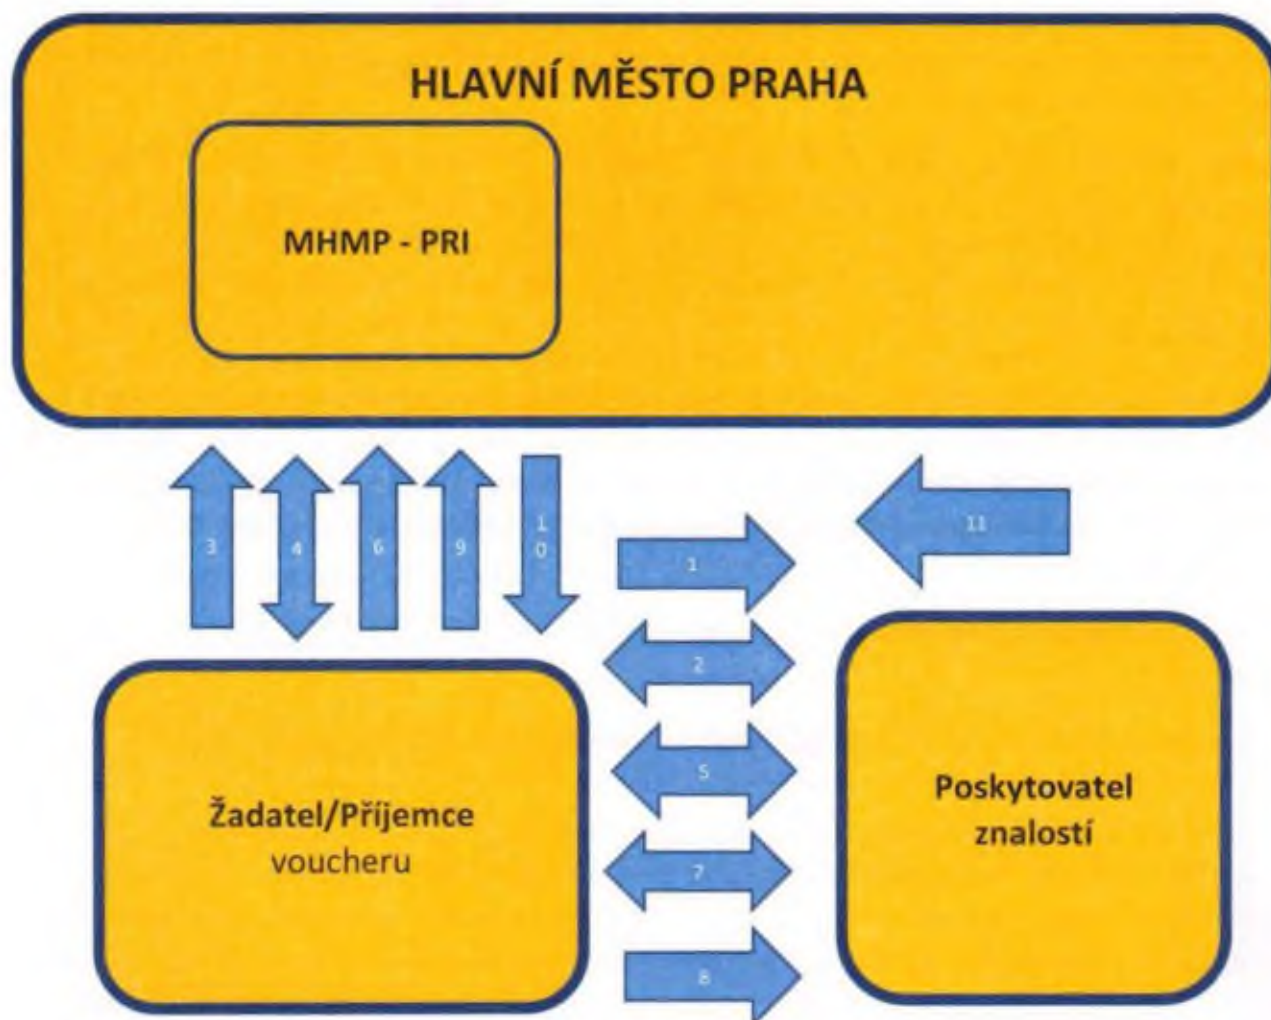 HLAVNÍ MĚSTO PRAHA
MHMP - PRI
3
4
6
9
1
0
1
11
2
5
7
8
Žadatel/Příjemce
voucheru
Poskytovatel
znalostí